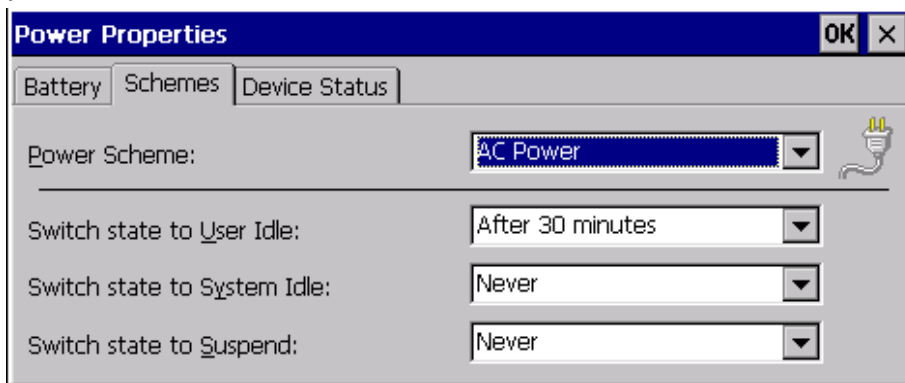 Power Properties OK ×
Battery Schemes Device Status
Power Scheme: AC Power
Switch state to User Idle: After 30 minutes
Switch state to System Idle: Never
Switch state to Suspend: Never